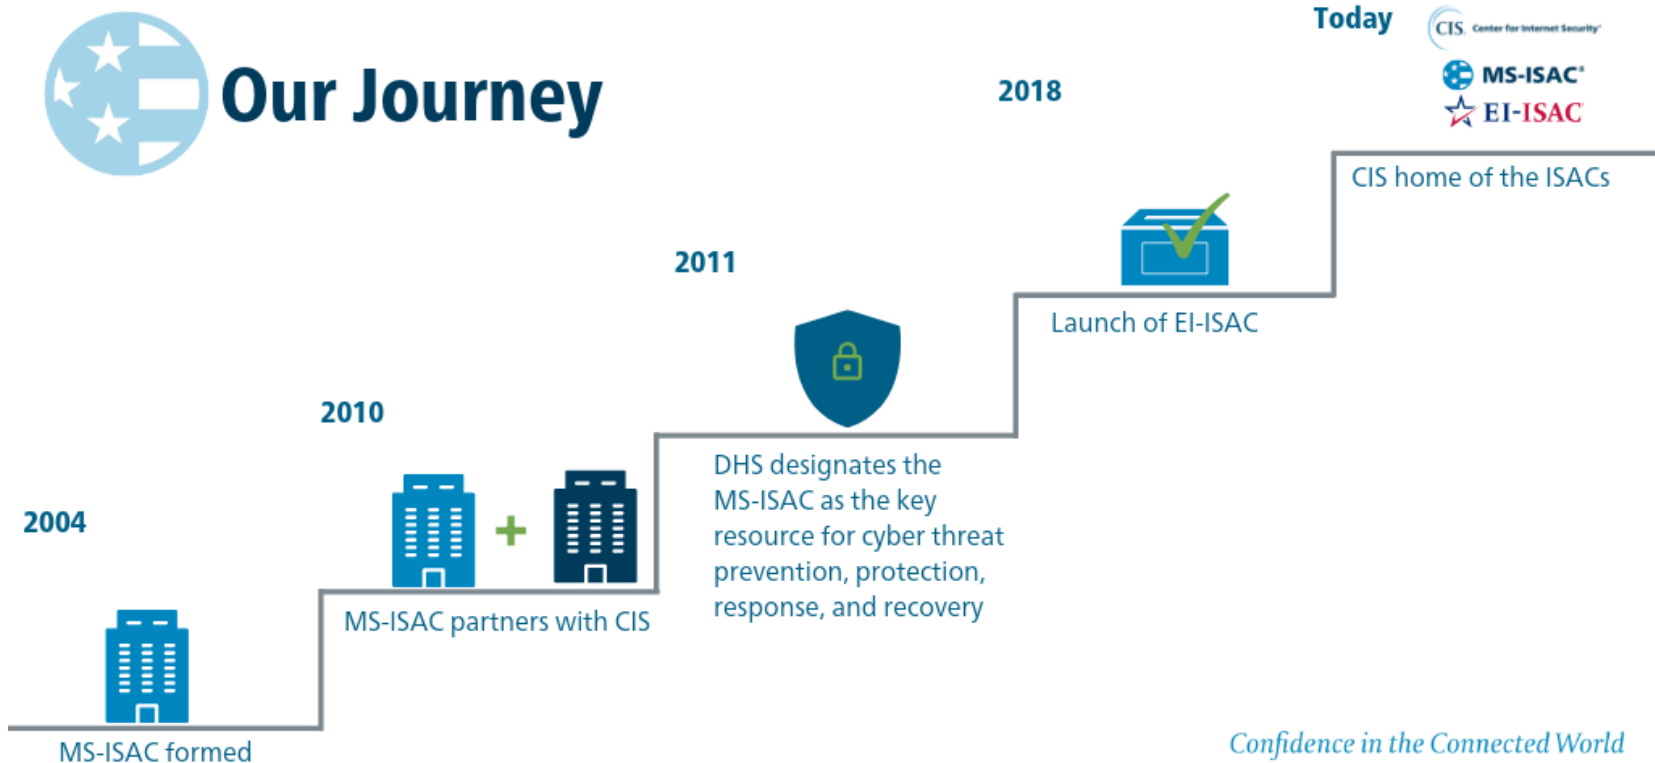 Our Journey
2004
MS-ISAC formed
2010
MS-ISAC partners with CIS
2011
DHS designates the
MS-ISAC as the key
resource for cyber threat
prevention, protection,
response, and recovery
2018
Launch of EI-ISAC
Today
CIS. Center for Internet Security®
MS-ISAC®
EI-ISAC
CIS home of the ISACs
Confidence in the Connected World